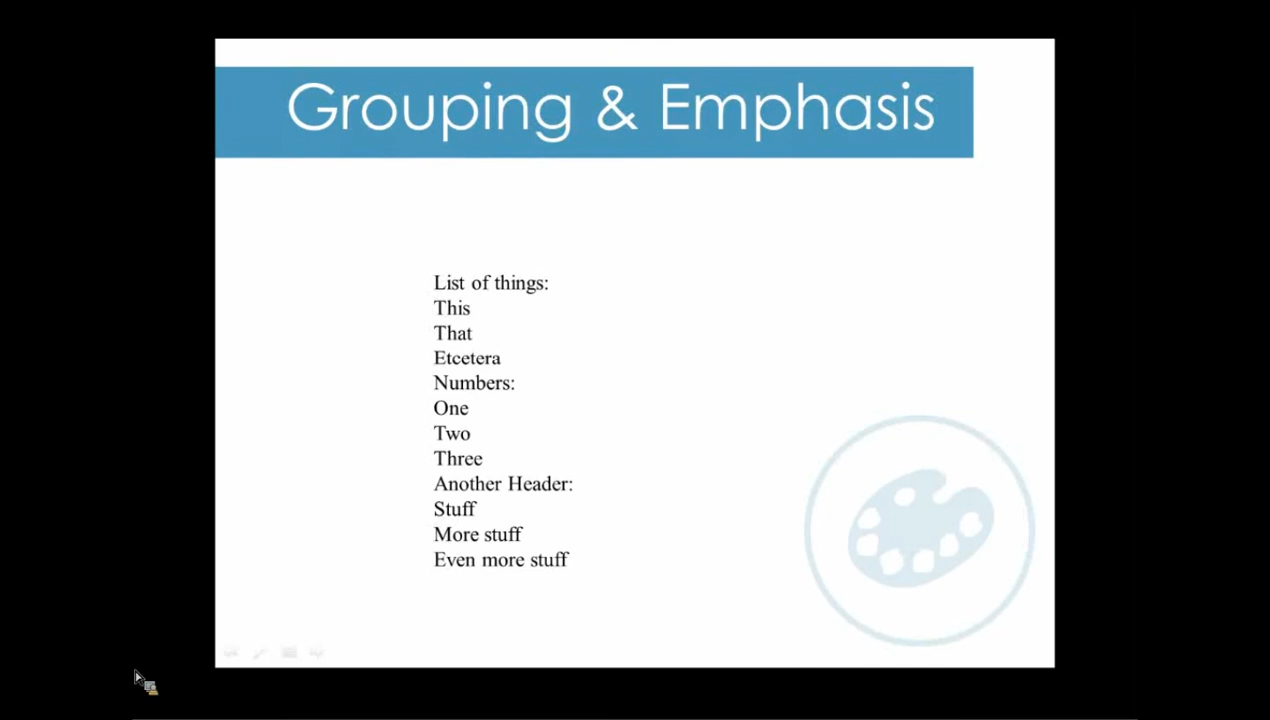 Grouping & Emphasis
List of things:
This
That
Etcetera
Numbers:
One
Two
Three
Another Header:
Stuff
More stuff
Even more stuff